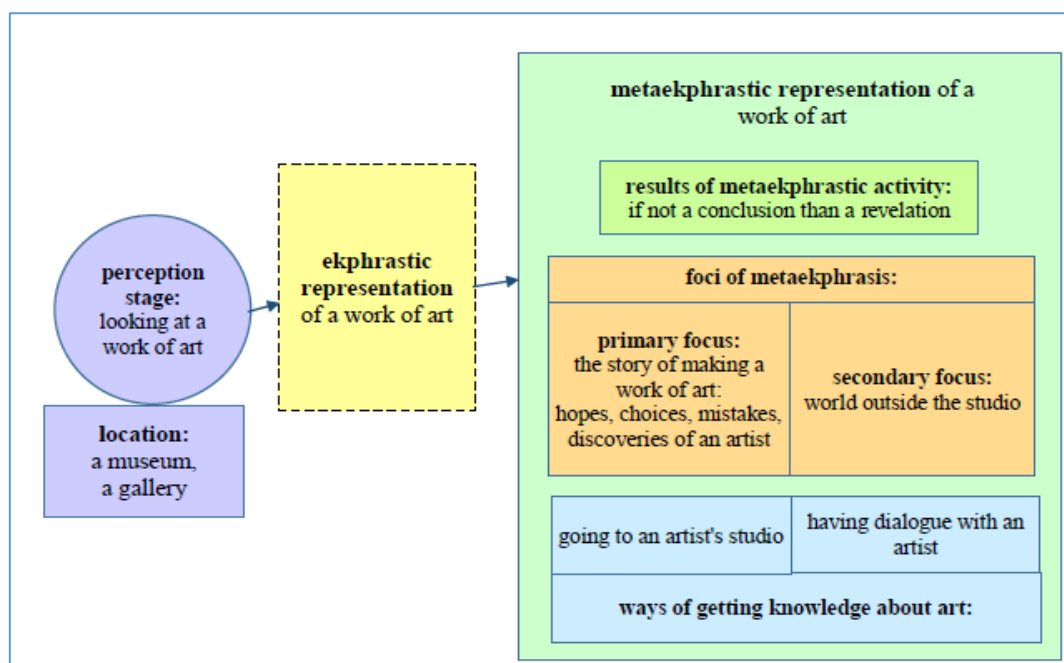 perception
stage:
looking at a
work of art
location:
a museum,
a gallery
ekphrastic
representation
of a work of art
metaekphrastic representation of a
work of art
results of metaekphrastic activity:
if not a conclusion than a revelation
foci of metaekphrasis:
primary focus:
the story of making a
work of art:
hopes, choices, mistakes,
discoveries of an artist
secondary focus:
world outside the studio
going to an artist's studio
having dialogue with an
artist
ways of getting knowledge about art: